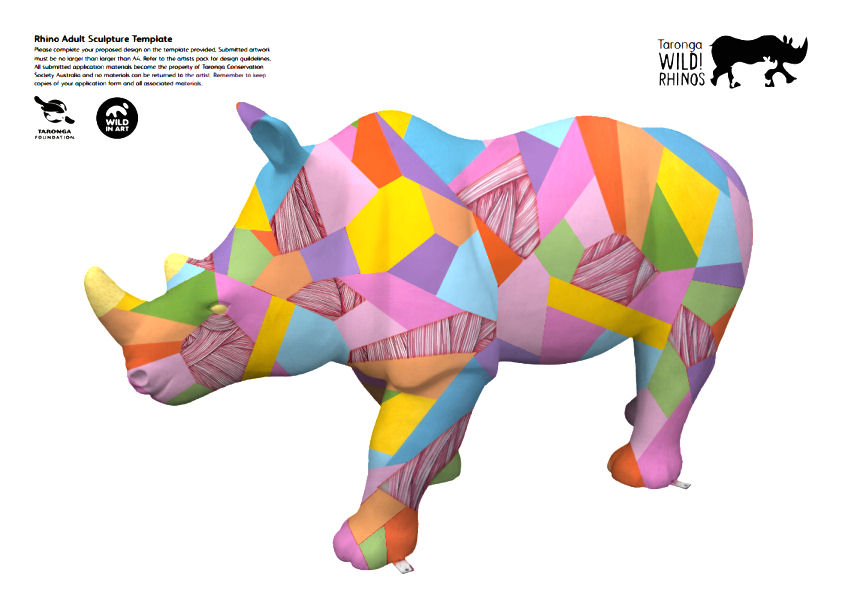 Rhino Adult Sculpture Template
Please complete your proposed design on the template provided. Submitted artwork
must be no larger than larger than A4. Refer to the artists pack for design guidelines.
All submitted application materials become the property of Taronga Conservation
Society Australia and no materials can be returned to the artist. Remember to keep
copies of your application form and all associated materials.
TARONGA
FOUNDATION
WILD
IN ART
Taronga
WILD!
RHINOS